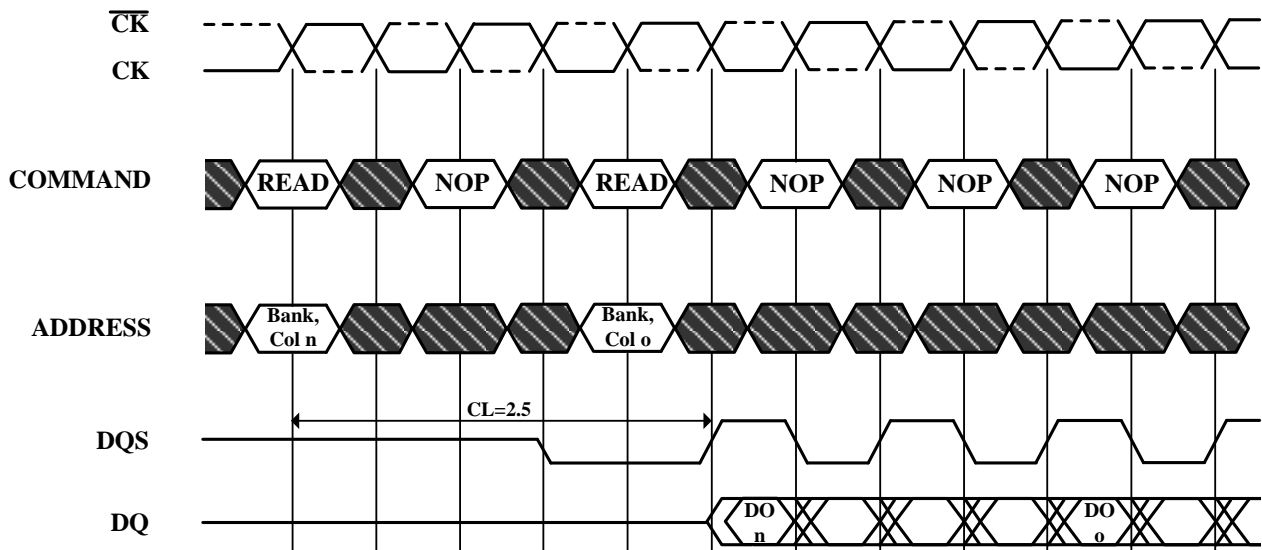 CK
CK
COMMAND
READ
NOP
READ
NOP
NOP
NOP
ADDRESS
Bank,
Col n
Bank,
Col o
CL=2.5
DQS
DQ
DO
n
DO
o